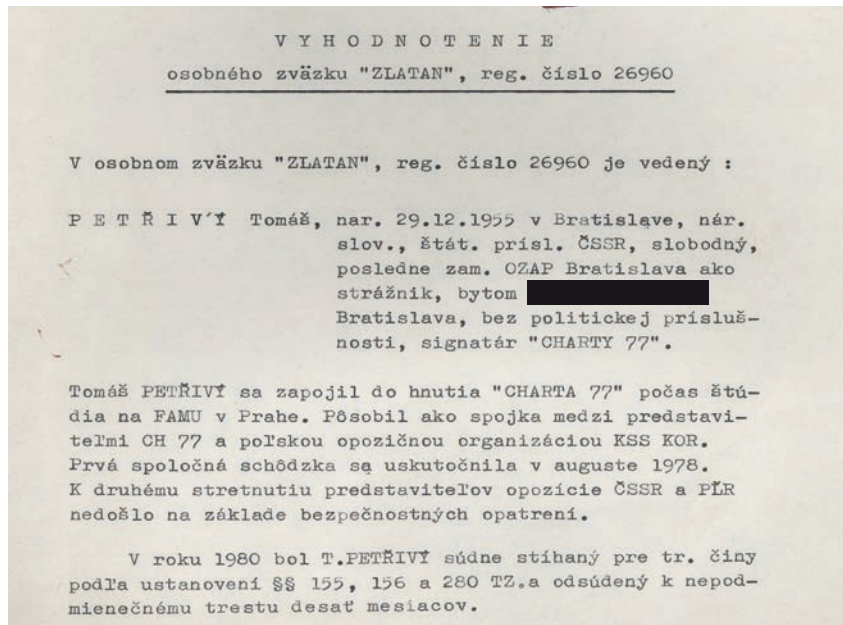 V Y H O D N O T E N I E
osobného zväzku "ZLATAN", reg. číslo 26960
V osobnom zväzku "ZLATAN", reg. číslo 26960 je vedený :
P E T Ř I V Ý Tomáš, nar. 29.12.1955 v Bratislave, nár.
slov., štát. prísl. ČSSR, slobodný,
posledne zam. OZAP Bratislava ako
strážnik, bytom
Bratislava, bez politickej prísluš-
nosti, signatár "CHARTY 77".
Tomáš PETŘIVÝ sa zapojil do hnutia "CHARTA 77" počas štú-
dia na FAMU v Prahe. Pôsobil ako spojka medzi predstavi-
teľmi CH 77 a poľskou opozičnou organizáciou KSS KOR.
Prvá spoločná schôdzka sa uskutočnila v auguste 1978.
K druhému stretnutiu predstaviteľov opozície ČSSR a PĽR
nedošlo na základe bezpečnostných opatrení.
V roku 1980 bol T.PETŘIVÝ súdne stíhaný pre tr. činy
podľa ustanovení §§ 155, 156 a 280 TZ.a odsúdený k nepod-
mienečnému trestu desať mesiacov.